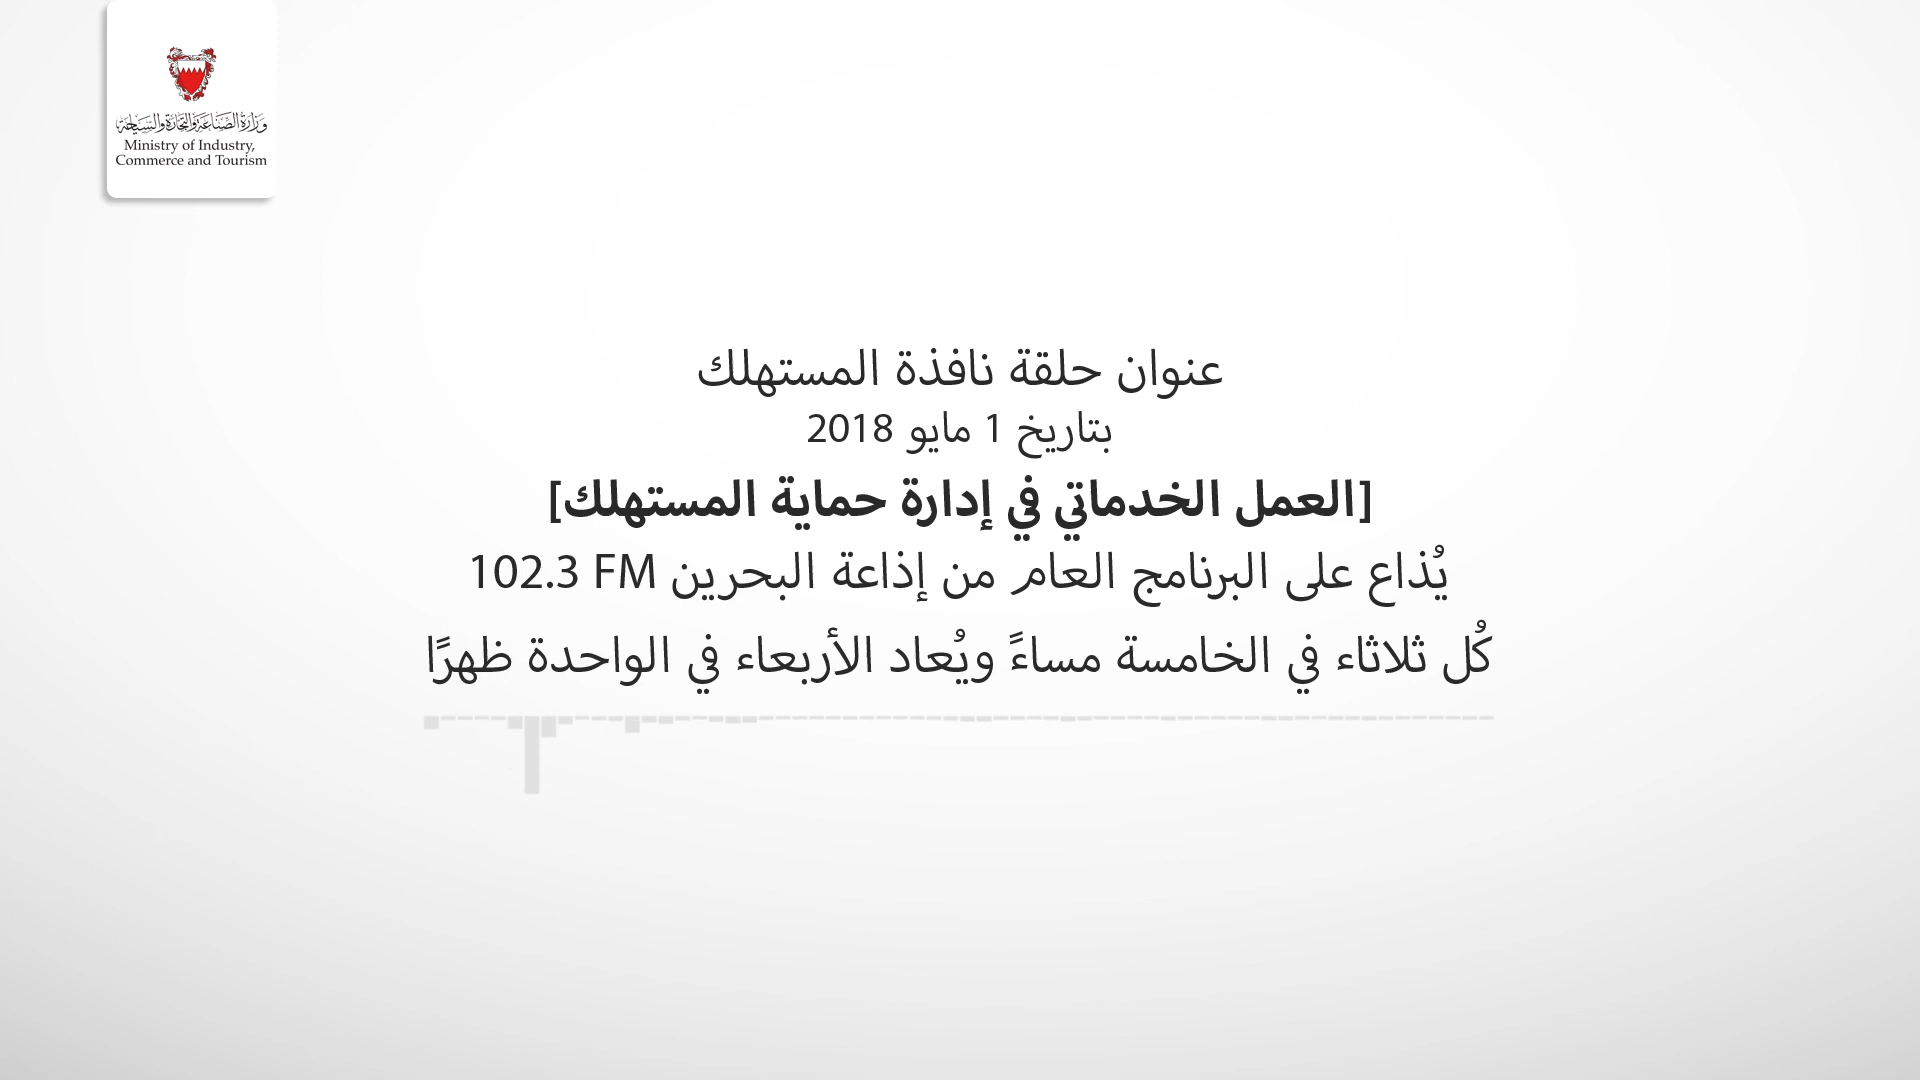 وزارة الصناعة والتجارة والسياحة
Ministry of Industry,
Commerce and Tourism
عنوان حلقة نافذة المستهلك
بتاريخ 1 مايو 2018
[العمل الخدماتي في إدارة حماية المستهلك]
يُذاع على البرنامج العام من إذاعة البحرين 102.3 FM
كُل ثلاثاء في الخامسة مساءً ويُعاد الأربعاء في الواحدة ظهرًا